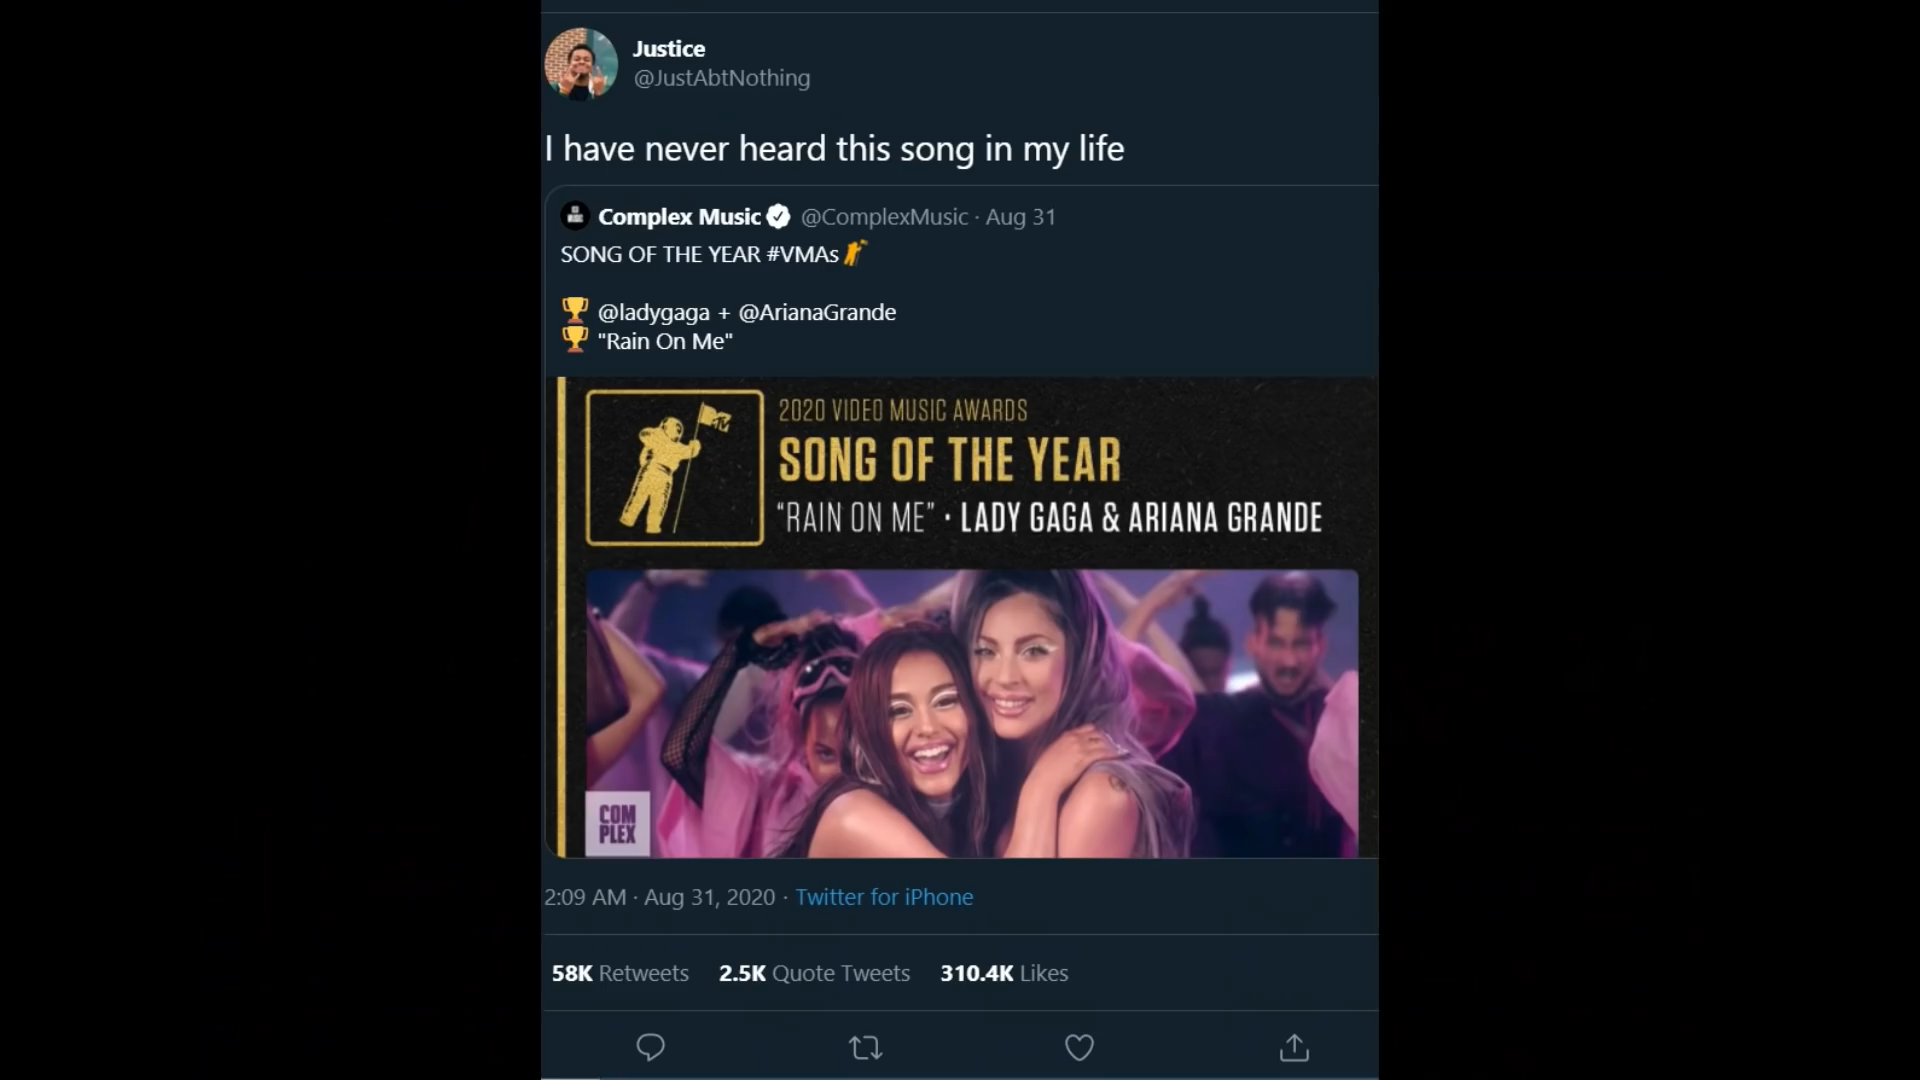 Justice
@JustAbtNothing
I have never heard this song in my life
Complex Music @ComplexMusic · Aug 31
SONG OF THE YEAR #VMAs
@ladygaga + @ArianaGrande
"Rain On Me"
MTV
2020 VIDEO MUSIC AWARDS
SONG OF THE YEAR
“RAIN ON ME” · LADY GAGA & ARIANA GRANDE
COM
PLEX
2:09 AM · Aug 31, 2020 · Twitter for iPhone
58K Retweets 2.5K Quote Tweets 310.4K Likes